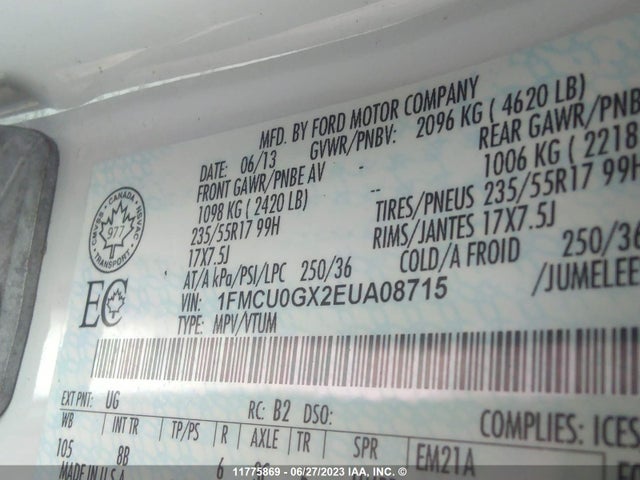 MFD. BY FORD MOTOR COMPANY
DATE: 06/13 GVWR/PNBV: 2096 KG ( 4620 LB)
FRONT GAWR/PNBE AV - REAR GAWR/PNB
1098 KG (2420 LB) -- 1006 KG ( 2218
235/55R17 99H TIRES/PNEUS 235/55R17 99H
17X7.5J RIMS/JANTES 17X7.5J
AT/A kPa/PSI/LPC 250/36 COLD/A FROID 250/36
VIN: 1FMCU0GX2EUA08715 /JUMELEE
TYPE: MPV/VTUM
977
TRANSPORT
EC
EXT PNT: UG RC: B2 DSO: COMPLIES: ICES
WB INT TR TP/PS R AXLE TR SPR EM21A
105 8B 6
MADE IN U.S.A
11775869 - 06/27/2023 IAA, Inc.©